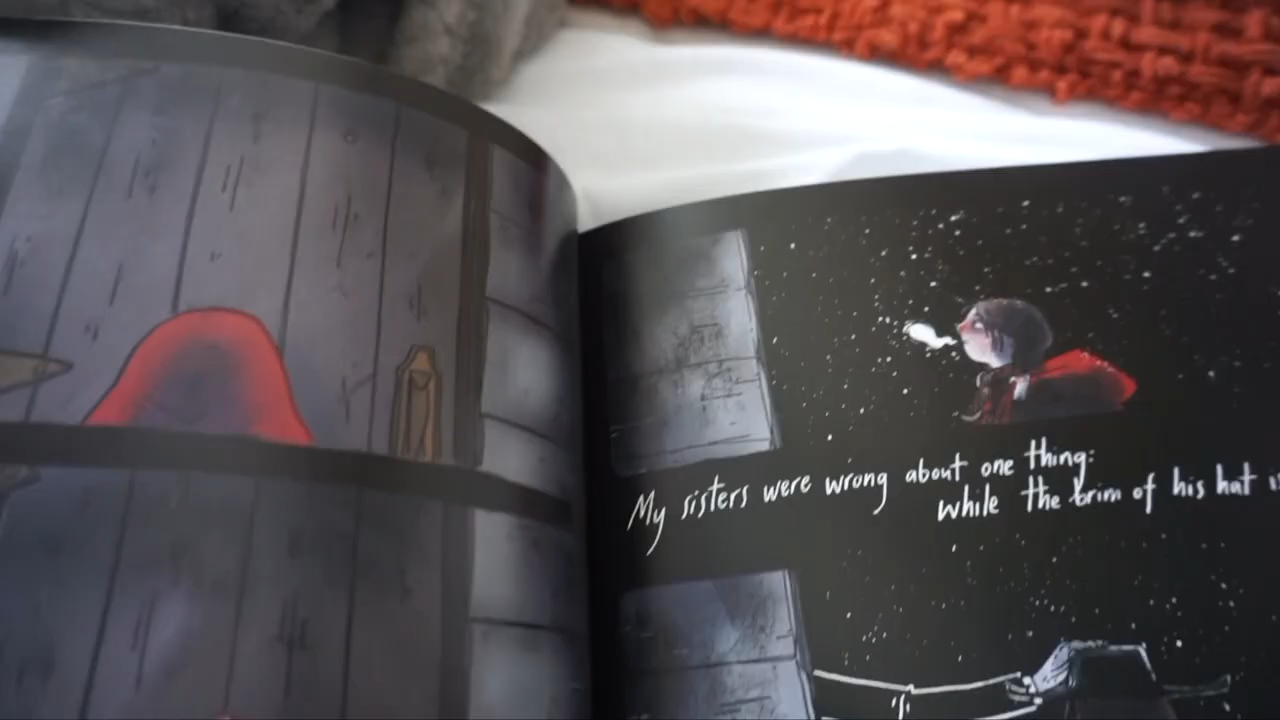 My sisters were wrong about one thing:
while the brim of his hat